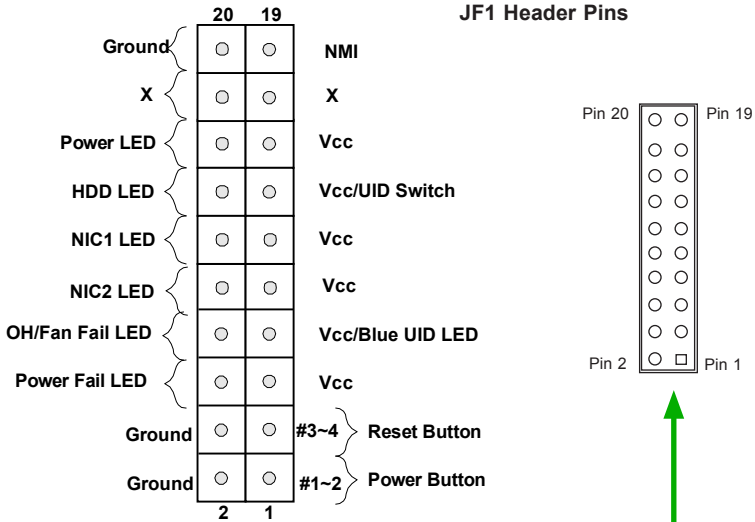 JF1 Header Pins
20 19
Ground NMI
X X
Power LED Vcc
HDD LED Vcc/UID Switch
NIC1 LED Vcc
NIC2 LED Vcc
OH/Fan Fail LED Vcc/Blue UID LED
Power Fail LED Vcc
Ground #3~4 Reset Button
Ground #1~2 Power Button
2 1
Pin 20 Pin 19
Pin 2 Pin 1